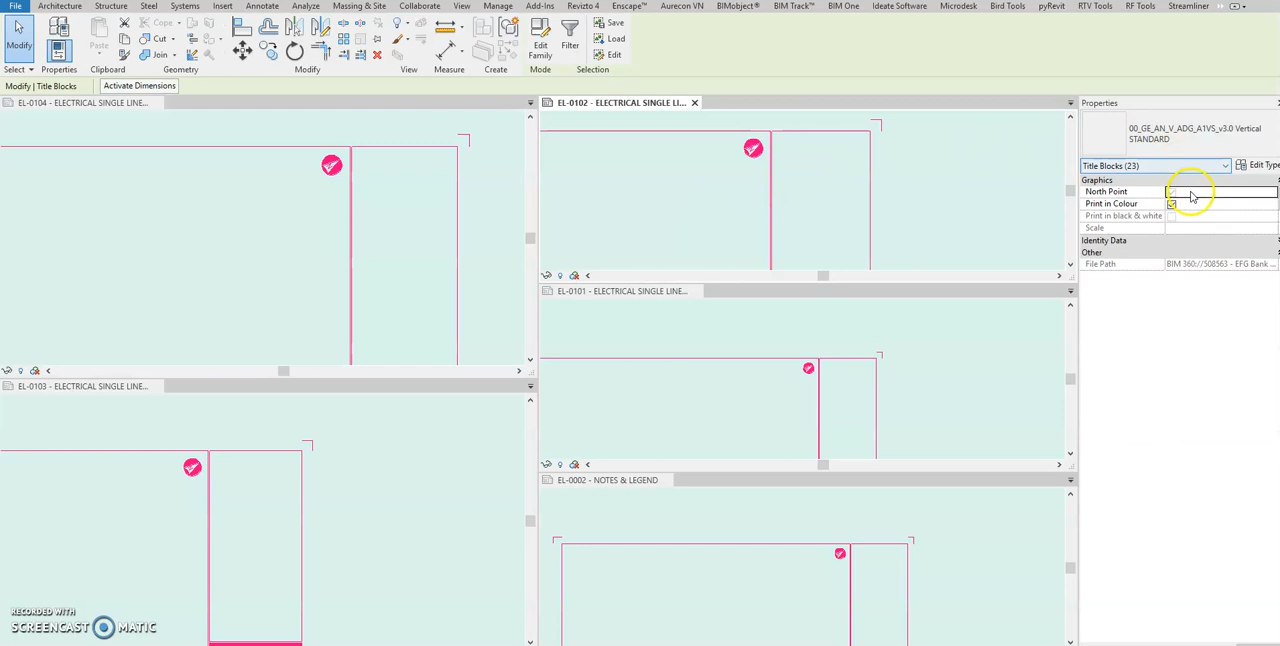 File Architecture Structure Steel Systems Insert Annotate Analyze Massing & Site Collaborate View Manage Add-Ins Revizto 4 Enscape™ Aurecon VN BIMobject® BIM Track™ BIM One Ideate Software Microdesk Bird Tools pyRevit RTV Tools RF Tools Streamliner
Modify
Paste
Cope
Cut
Join
Edit
Family
Filter
Save
Load
Edit
Select Properties Clipboard Geometry Modify View Measure Create Mode Selection
Modify | Title Blocks Activate Dimensions
EL-0104 - ELECTRICAL SINGLE LINE...
EL-0102 - ELECTRICAL SINGLE LI...
Properties
00_GE_AN_V_ADG_A1VS_v3.0 Vertical
STANDARD
Title Blocks (23) Edit Type
Graphics
North Point
Print in Colour
Print in black & white
Scale
Identity Data
Other
File Path BIM 360://508563 - EFG Bank ...
EL-0101 - ELECTRICAL SINGLE LINE...
EL-0103 - ELECTRICAL SINGLE LINE...
EL-0002 - NOTES & LEGEND
RECORDED WITH
SCREENCAST MATIC